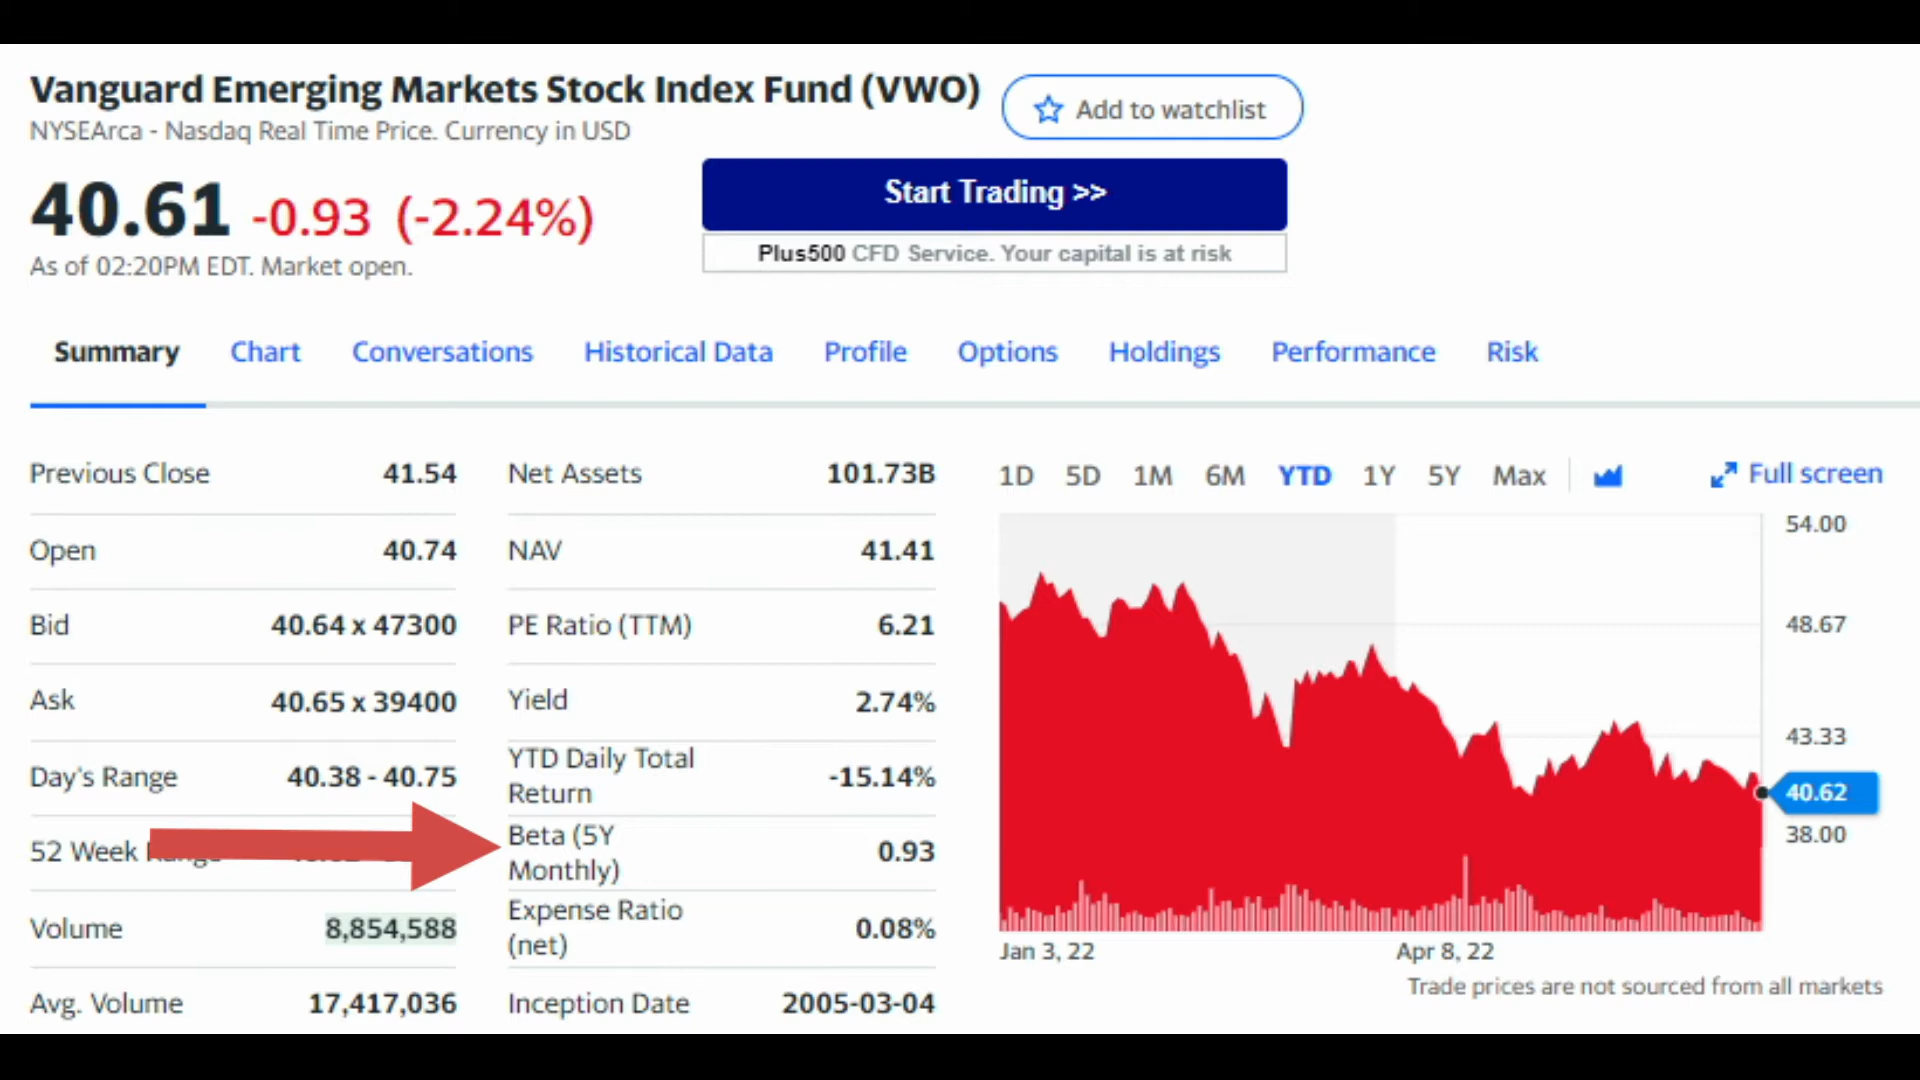 Vanguard Emerging Markets Stock Index Fund (VWO)
Add to watchlist
NYSEArca - Nasdaq Real Time Price. Currency in USD
40.61 -0.93 (-2.24%)
As of 02:20PM EDT. Market open.
Start Trading >>
Plus500 CFD Service. Your capital is at risk
Summary Chart Conversations Historical Data Profile Options Holdings Performance Risk
Previous Close 41.54
Open 40.74
Bid 40.64 x 47300
Ask 40.65 x 39400
Day's Range 40.38 - 40.75
52 Week
Volume 8,854,588
Avg. Volume 17,417,036
Net Assets 101.73B
NAV 41.41
PE Ratio (TTM) 6.21
Yield 2.74%
YTD Daily Total
Return -15.14%
Beta (5Y
Monthly) 0.93
Expense Ratio
(net) 0.08%
Inception Date 2005-03-04
1D 5D 1M 6M YTD 1Y 5Y Max Full screen
54.00
48.67
43.33
40.62
38.00
Jan 3, 22 Apr 8, 22
Trade prices are not sourced from all markets